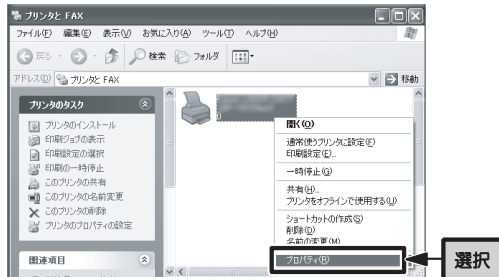 プリンタと FAX
ファイル(F) 編集(E) 表示(V) お気に入り(A) ツール(T) ヘルプ(H)
戻る 検索 フォルダ
アドレス(D) プリンタと FAX 移動
プリンタのタスク
プリンタのインストール
印刷ジョブの表示
印刷設定の選択
印刷の一時停止
このプリンタの共有
このプリンタの名前変更
このプリンタの削除
プリンタのプロパティの設定
関連項目
0
開く(O)
通常使うプリンタに設定(F)
印刷設定(E)...
一時停止(G)
共有(H)...
プリンタをオフラインで使用する(U)
ショートカットの作成(S)
削除(D)
名前の変更(M)
プロパティ(R)
選択